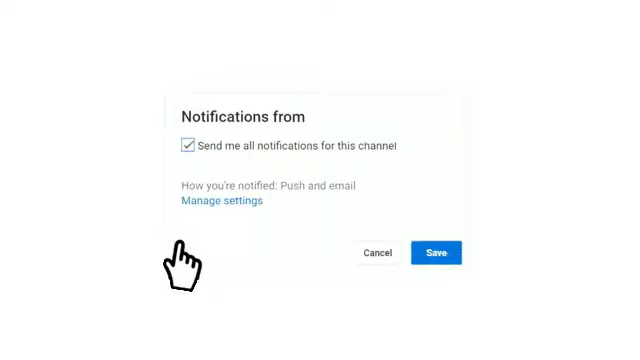 Notifications from
Send me all notifications for this channel
How you're notified: Push and email
Manage settings
Cancel
Save